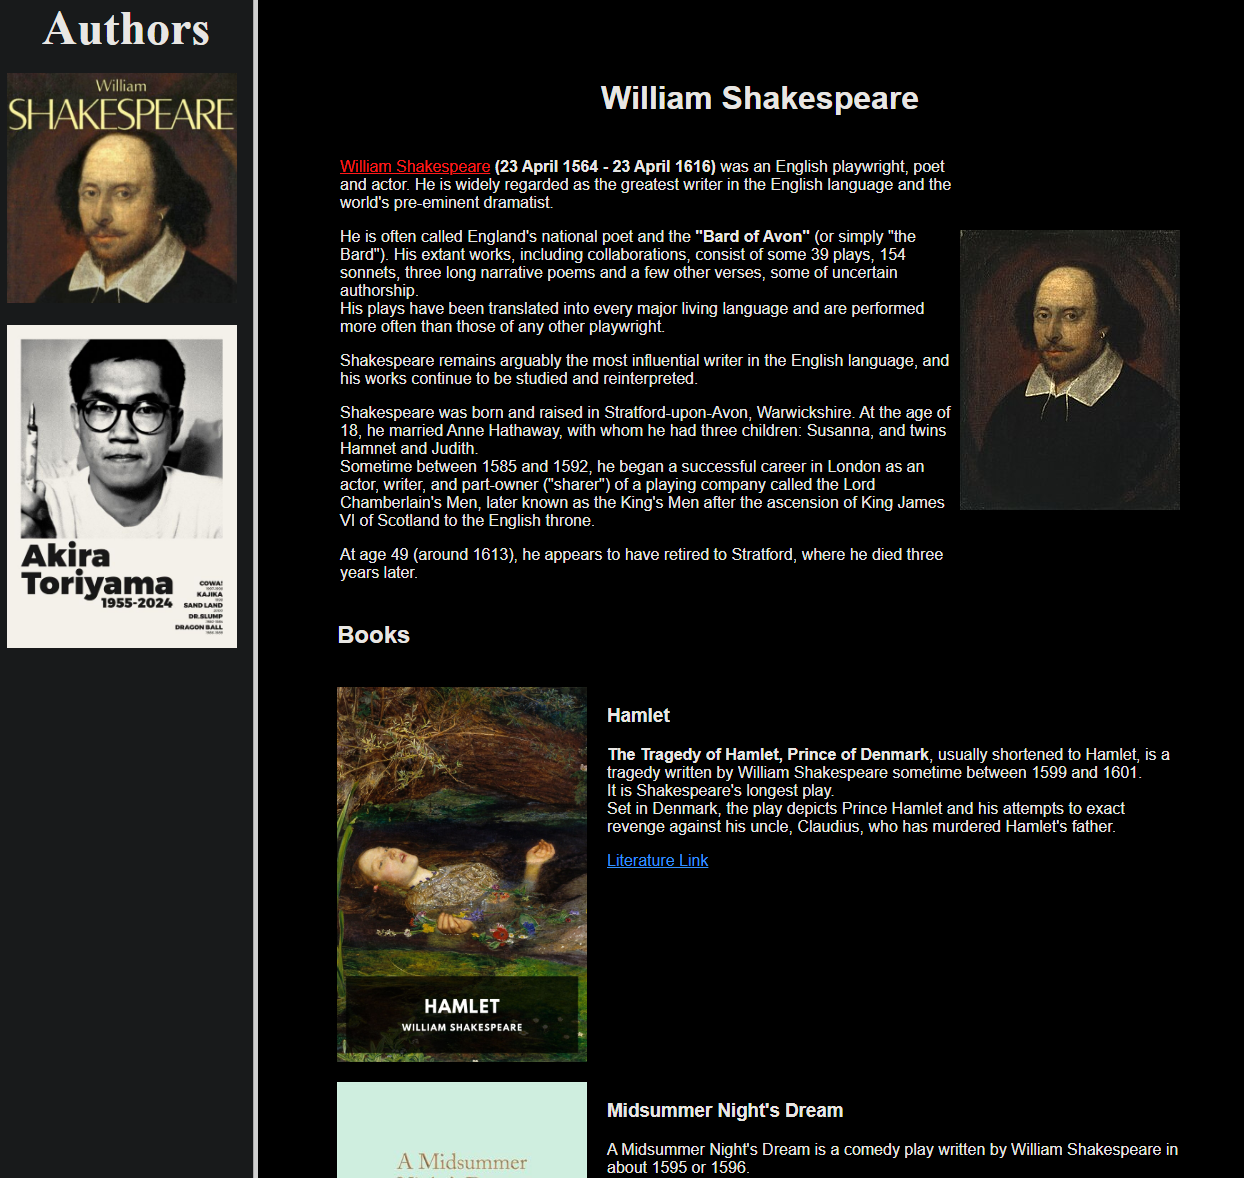 Authors
William
SHAKESPEARE
Akira
Toriyama
1955-2024
COWA!
KAJIKA
SAND LAND
DR.SLUMP
DRAGON BALL
William Shakespeare
William Shakespeare (23 April 1564 - 23 April 1616) was an English playwright, poet
and actor. He is widely regarded as the greatest writer in the English language and the
world's pre-eminent dramatist.
He is often called England's national poet and the "Bard of Avon" (or simply "the
Bard"). His extant works, including collaborations, consist of some 39 plays, 154
sonnets, three long narrative poems and a few other verses, some of uncertain
authorship.
His plays have been translated into every major living language and are performed
more often than those of any other playwright.
Shakespeare remains arguably the most influential writer in the English language, and
his works continue to be studied and reinterpreted.
Shakespeare was born and raised in Stratford-upon-Avon, Warwickshire. At the age of
18, he married Anne Hathaway, with whom he had three children: Susanna, and twins
Hamnet and Judith.
Sometime between 1585 and 1592, he began a successful career in London as an
actor, writer, and part-owner ("sharer") of a playing company called the Lord
Chamberlain's Men, later known as the King's Men after the ascension of King James
VI of Scotland to the English throne.
At age 49 (around 1613), he appears to have retired to Stratford, where he died three
years later.
Books
HAMLET
WILLIAM SHAKESPEARE
Hamlet
The Tragedy of Hamlet, Prince of Denmark, usually shortened to Hamlet, is a
tragedy written by William Shakespeare sometime between 1599 and 1601.
It is Shakespeare's longest play.
Set in Denmark, the play depicts Prince Hamlet and his attempts to exact
revenge against his uncle, Claudius, who has murdered Hamlet's father.
Literature Link
A Midsummer
Midsummer Night's Dream
A Midsummer Night's Dream is a comedy play written by William Shakespeare in
about 1595 or 1596.